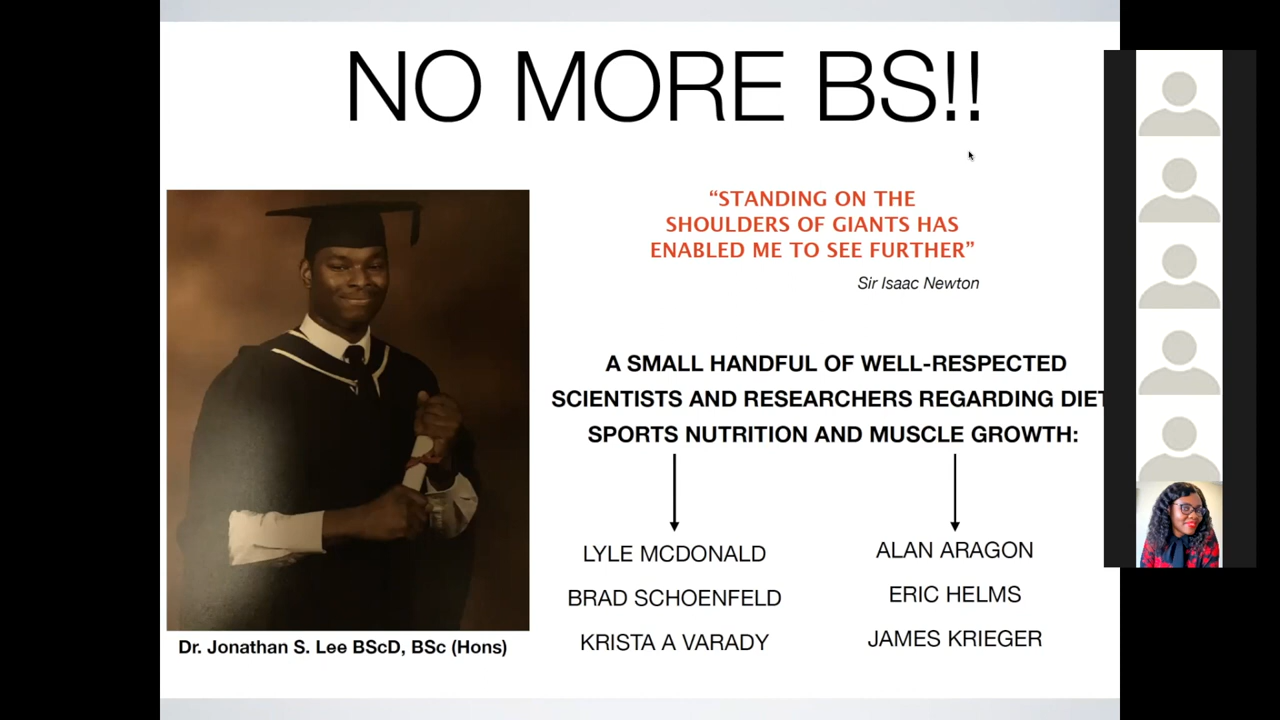 NO MORE BS!!
“STANDING ON THE
SHOULDERS OF GIANTS HAS
ENABLED ME TO SEE FURTHER”
Sir Isaac Newton
A SMALL HANDFUL OF WELL-RESPECTED
SCIENTISTS AND RESEARCHERS REGARDING DIET
SPORTS NUTRITION AND MUSCLE GROWTH:
LYLE MCDONALD
BRAD SCHOENFELD
KRISTA A VARADY
ALAN ARAGON
ERIC HELMS
JAMES KRIEGER
Dr. Jonathan S. Lee BScD, BSc (Hons)